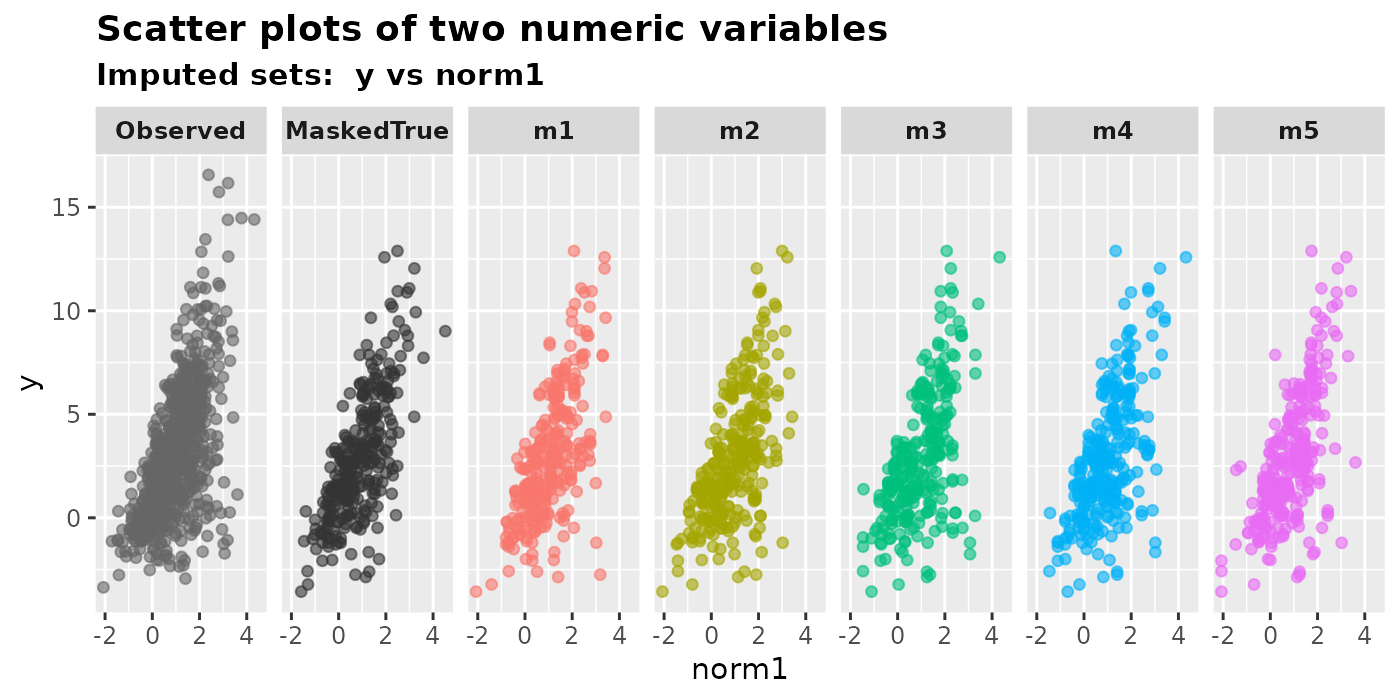 Scatter plots of two numeric variables
Imputed sets:  y vs norm1
Observed MaskedTrue m1 m2 m3 m4 m5
15
10
5
0
y
-2 0 2 4 -2 0 2 4 -2 0 2 4 -2 0 2 4 -2 0 2 4 -2 0 2 4 -2 0 2 4
norm1